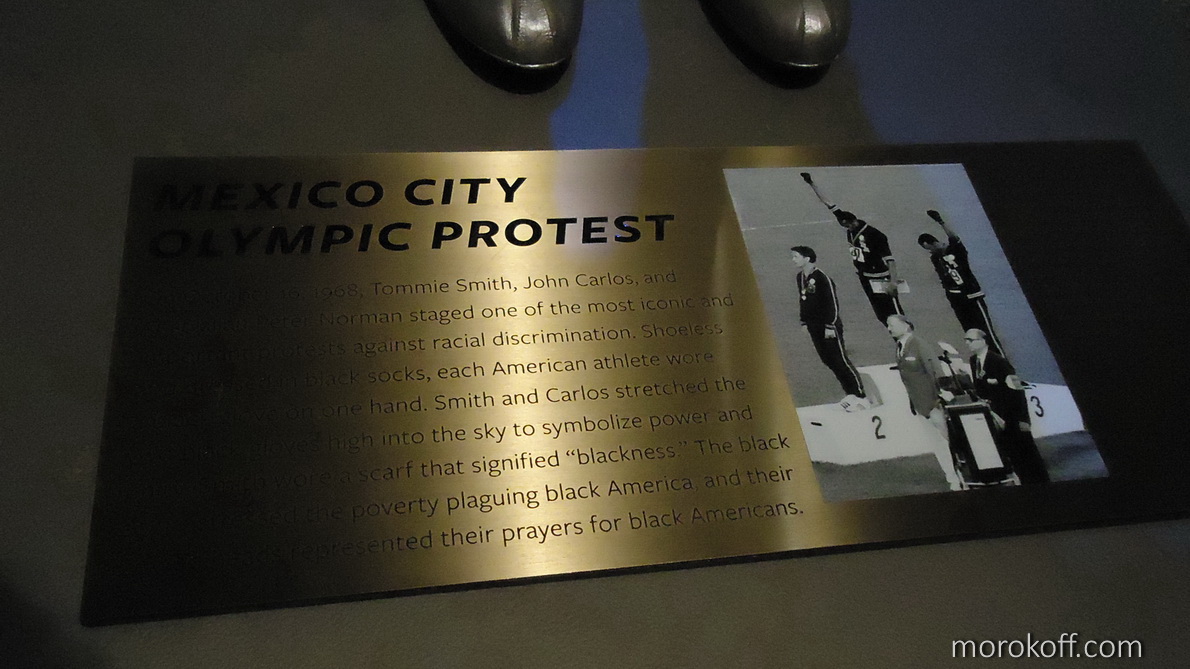 MEXICO CITY
OLYMPIC PROTEST
1968, Tommie Smith, John Carlos, and
Peter Norman staged one of the most iconic and
protests against racial discrimination. Shoeless
black socks, each American athlete wore
on one hand. Smith and Carlos stretched the
high into the sky to symbolize power and
wore a scarf that signified “blackness.” The black
the poverty plaguing black America, and their
represented their prayers for black Americans.
2
3
morokoff.com